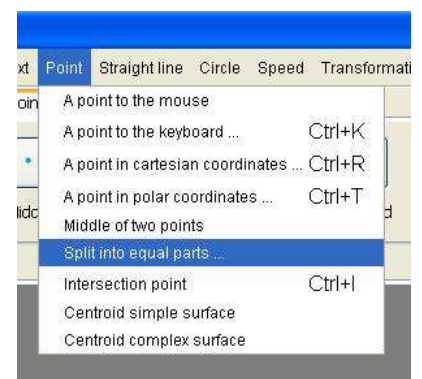 xt Point Straight line Circle Speed Transformati
oin
A point to the mouse
A point to the keyboard ... Ctrl+K
A point in cartesian coordinates ... Ctrl+R
A point in polar coordinates ... Ctrl+T
Middle of two points
Split into equal parts ...
Intersection point Ctrl+I
Centroid simple surface
Centroid complex surface